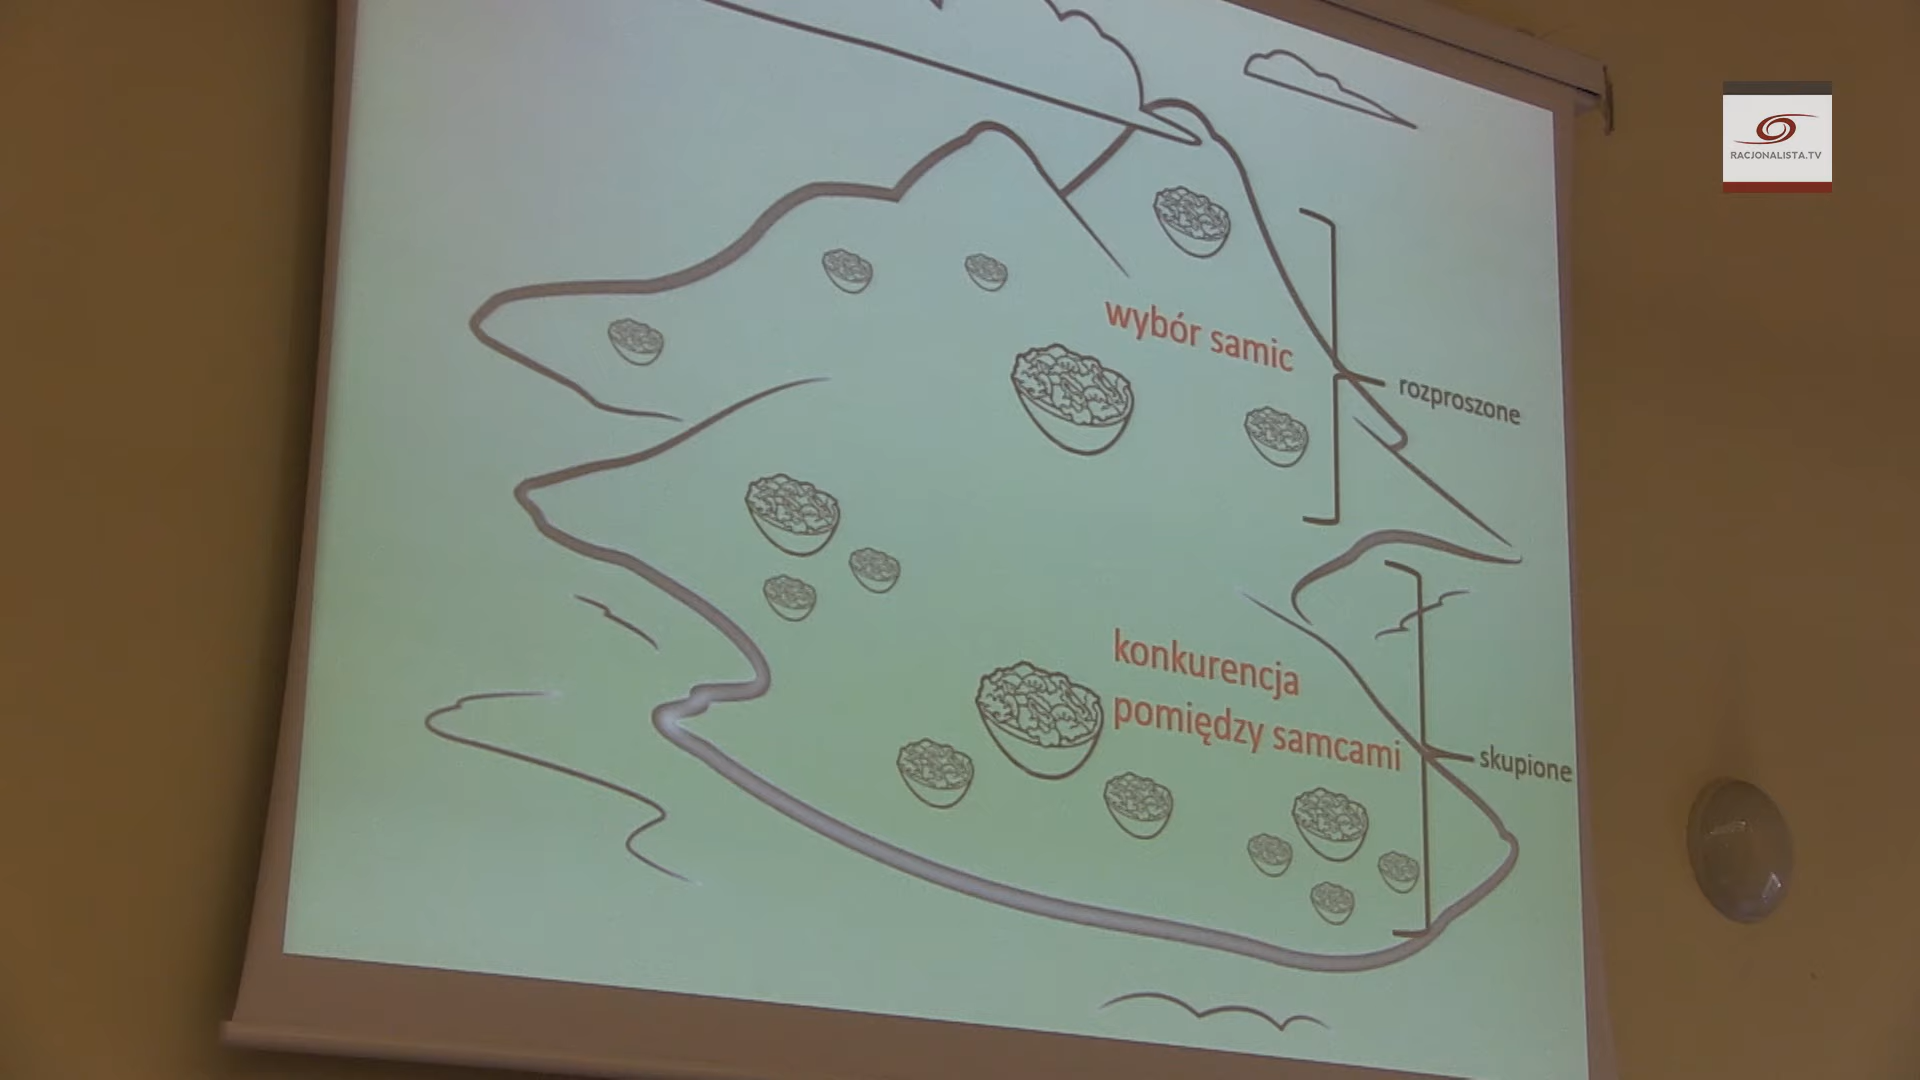 RACJONALISTA.TV
wybór samic
rozproszone
konkurencja
pomiędzy samcami
skupione